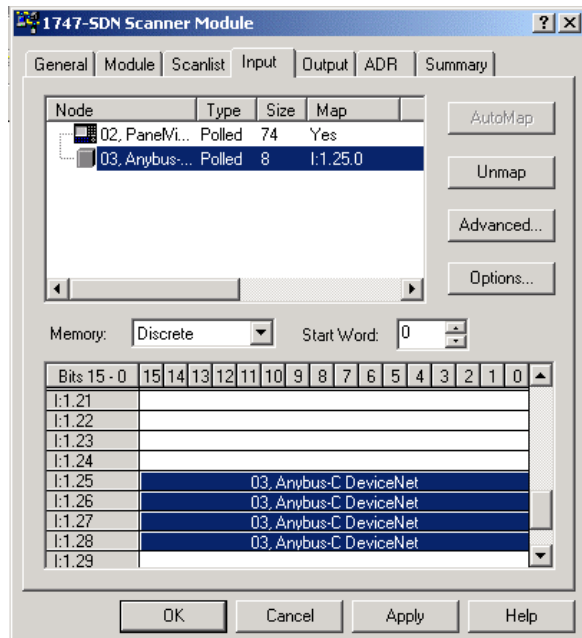 1747-SDN Scanner Module
General Module Scanlist Input Output ADR Summary
Node Type Size Map
02, PanelVi... Polled 74 Yes
03, Anybus-... Polled 8 I:1.25.0
AutoMap
Unmap
Advanced...
Options...
Memory: Discrete Start Word: 0
Bits 15 - 0 15 14 13 12 11 10 9 8 7 6 5 4 3 2 1 0
I:1.21
I:1.22
I:1.23
I:1.24
I:1.25 03, Anybus-C DeviceNet
I:1.26 03, Anybus-C DeviceNet
I:1.27 03, Anybus-C DeviceNet
I:1.28 03, Anybus-C DeviceNet
I:1.29
OK Cancel Apply Help